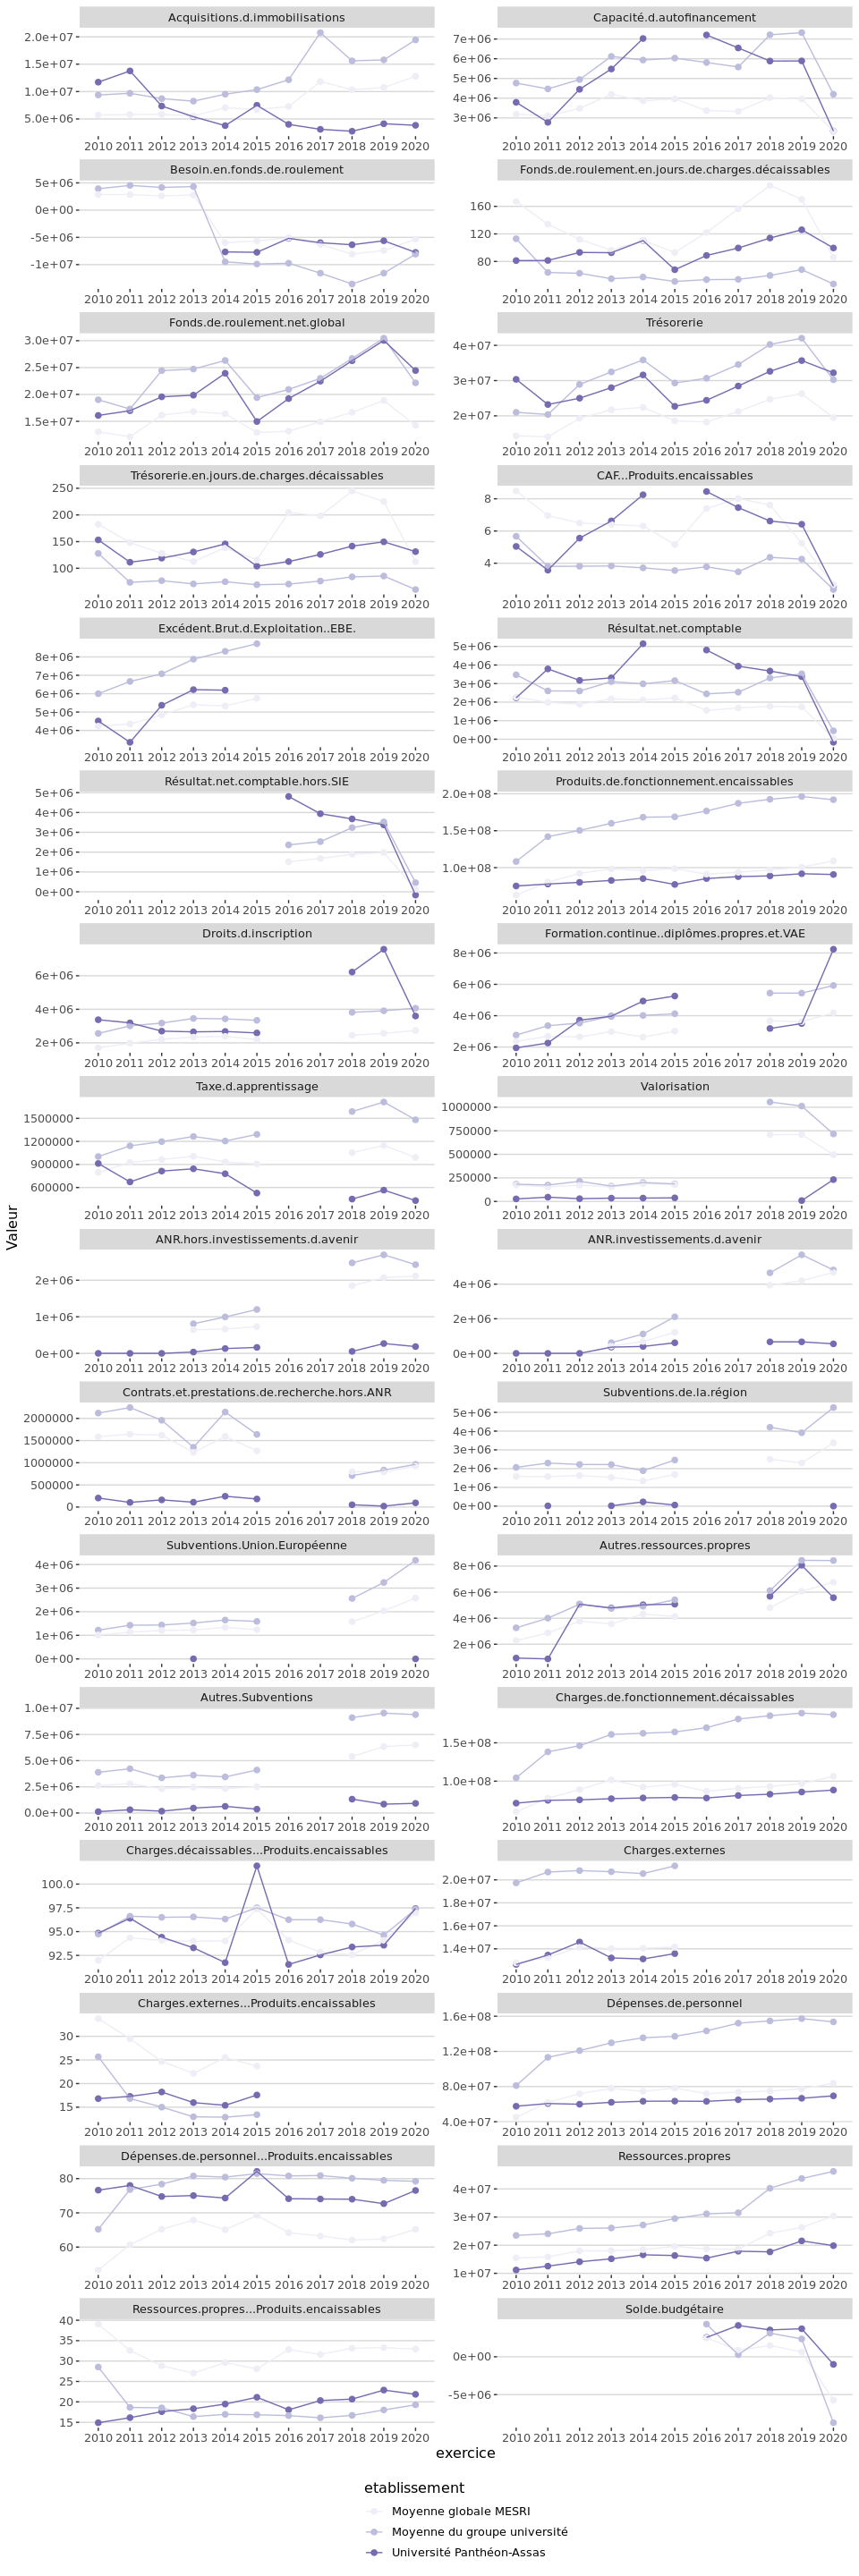 Acquisitions.d.immobilisations
2.0e+07
1.5e+07
1.0e+07
5.0e+06
2010 2011 2012 2013 2014 2015 2016 2017 2018 2019 2020
Capacité.d.autofinancement
7e+06
6e+06
5e+06
4e+06
3e+06
2010 2011 2012 2013 2014 2015 2016 2017 2018 2019 2020
Besoin.en.fonds.de.roulement
5e+06
0e+00
-5e+06
-1e+07
2010 2011 2012 2013 2014 2015 2016 2017 2018 2019 2020
Fonds.de.roulement.en.jours.de.charges.décaissables
160
120
80
2010 2011 2012 2013 2014 2015 2016 2017 2018 2019 2020
Fonds.de.roulement.net.global
3.0e+07
2.5e+07
2.0e+07
1.5e+07
2010 2011 2012 2013 2014 2015 2016 2017 2018 2019 2020
Trésorerie
4e+07
3e+07
2e+07
2010 2011 2012 2013 2014 2015 2016 2017 2018 2019 2020
Trésorerie.en.jours.de.charges.décaissables
250
200
150
100
2010 2011 2012 2013 2014 2015 2016 2017 2018 2019 2020
CAF...Produits.encaissables
8
6
4
2010 2011 2012 2013 2014 2015 2016 2017 2018 2019 2020
Excédent.Brut.d.Exploitation..EBE.
8e+06
7e+06
6e+06
5e+06
4e+06
2010 2011 2012 2013 2014 2015 2016 2017 2018 2019 2020
Résultat.net.comptable
5e+06
4e+06
3e+06
2e+06
1e+06
0e+00
2010 2011 2012 2013 2014 2015 2016 2017 2018 2019 2020
Résultat.net.comptable.hors.SIE
5e+06
4e+06
3e+06
2e+06
1e+06
0e+00
2010 2011 2012 2013 2014 2015 2016 2017 2018 2019 2020
Produits.de.fonctionnement.encaissables
2.0e+08
1.5e+08
1.0e+08
2010 2011 2012 2013 2014 2015 2016 2017 2018 2019 2020
Droits.d.inscription
6e+06
4e+06
2e+06
2010 2011 2012 2013 2014 2015 2016 2017 2018 2019 2020
Formation.continue..diplômes.propres.et.VAE
8e+06
6e+06
4e+06
2e+06
2010 2011 2012 2013 2014 2015 2016 2017 2018 2019 2020
Taxe.d.apprentissage
1500000
1200000
900000
600000
2010 2011 2012 2013 2014 2015 2016 2017 2018 2019 2020
Valorisation
1000000
750000
500000
250000
0
2010 2011 2012 2013 2014 2015 2016 2017 2018 2019 2020
Valeur
ANR.hors.investissements.d.avenir
2e+06
1e+06
0e+00
2010 2011 2012 2013 2014 2015 2016 2017 2018 2019 2020
ANR.investissements.d.avenir
4e+06
2e+06
0e+00
2010 2011 2012 2013 2014 2015 2016 2017 2018 2019 2020
Contrats.et.prestations.de.recherche.hors.ANR
2000000
1500000
1000000
500000
0
2010 2011 2012 2013 2014 2015 2016 2017 2018 2019 2020
Subventions.de.la.région
5e+06
4e+06
3e+06
2e+06
1e+06
0e+00
2010 2011 2012 2013 2014 2015 2016 2017 2018 2019 2020
Subventions.Union.Européenne
4e+06
3e+06
2e+06
1e+06
0e+00
2010 2011 2012 2013 2014 2015 2016 2017 2018 2019 2020
Autres.ressources.propres
8e+06
6e+06
4e+06
2e+06
2010 2011 2012 2013 2014 2015 2016 2017 2018 2019 2020
Autres.Subventions
1.0e+07
7.5e+06
5.0e+06
2.5e+06
0.0e+00
2010 2011 2012 2013 2014 2015 2016 2017 2018 2019 2020
Charges.de.fonctionnement.décaissables
1.5e+08
1.0e+08
2010 2011 2012 2013 2014 2015 2016 2017 2018 2019 2020
Charges.décaissables...Produits.encaissables
100.0
97.5
95.0
92.5
2010 2011 2012 2013 2014 2015 2016 2017 2018 2019 2020
Charges.externes
2.0e+07
1.8e+07
1.6e+07
1.4e+07
2010 2011 2012 2013 2014 2015 2016 2017 2018 2019 2020
Charges.externes...Produits.encaissables
30
25
20
15
2010 2011 2012 2013 2014 2015 2016 2017 2018 2019 2020
Dépenses.de.personnel
1.6e+08
1.2e+08
8.0e+07
4.0e+07
2010 2011 2012 2013 2014 2015 2016 2017 2018 2019 2020
Dépenses.de.personnel...Produits.encaissables
80
70
60
2010 2011 2012 2013 2014 2015 2016 2017 2018 2019 2020
Ressources.propres
4e+07
3e+07
2e+07
1e+07
2010 2011 2012 2013 2014 2015 2016 2017 2018 2019 2020
Ressources.propres...Produits.encaissables
40
35
30
25
20
15
2010 2011 2012 2013 2014 2015 2016 2017 2018 2019 2020
Solde.budgétaire
0e+00
-5e+06
2010 2011 2012 2013 2014 2015 2016 2017 2018 2019 2020
exercice
etablissement
Moyenne globale MESRI
Moyenne du groupe université
Université Panthéon-Assas